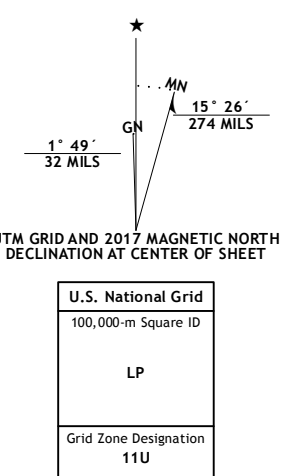 ★
MN
GN
15° 26´
274 MILS
1° 49´
32 MILS
UTM GRID AND 2017 MAGNETIC NORTH
DECLINATION AT CENTER OF SHEET
U.S. National Grid
100,000-m Square ID
LP
Grid Zone Designation
11U